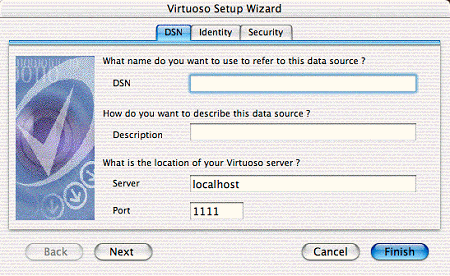 Virtuoso Setup Wizard
DSN Identity Security
What name do you want to use to refer to this data source ?
DSN
How do you want to describe this data source ?
Description
What is the location of your Virtuoso server ?
Server localhost
Port 1111
Back Next Cancel Finish